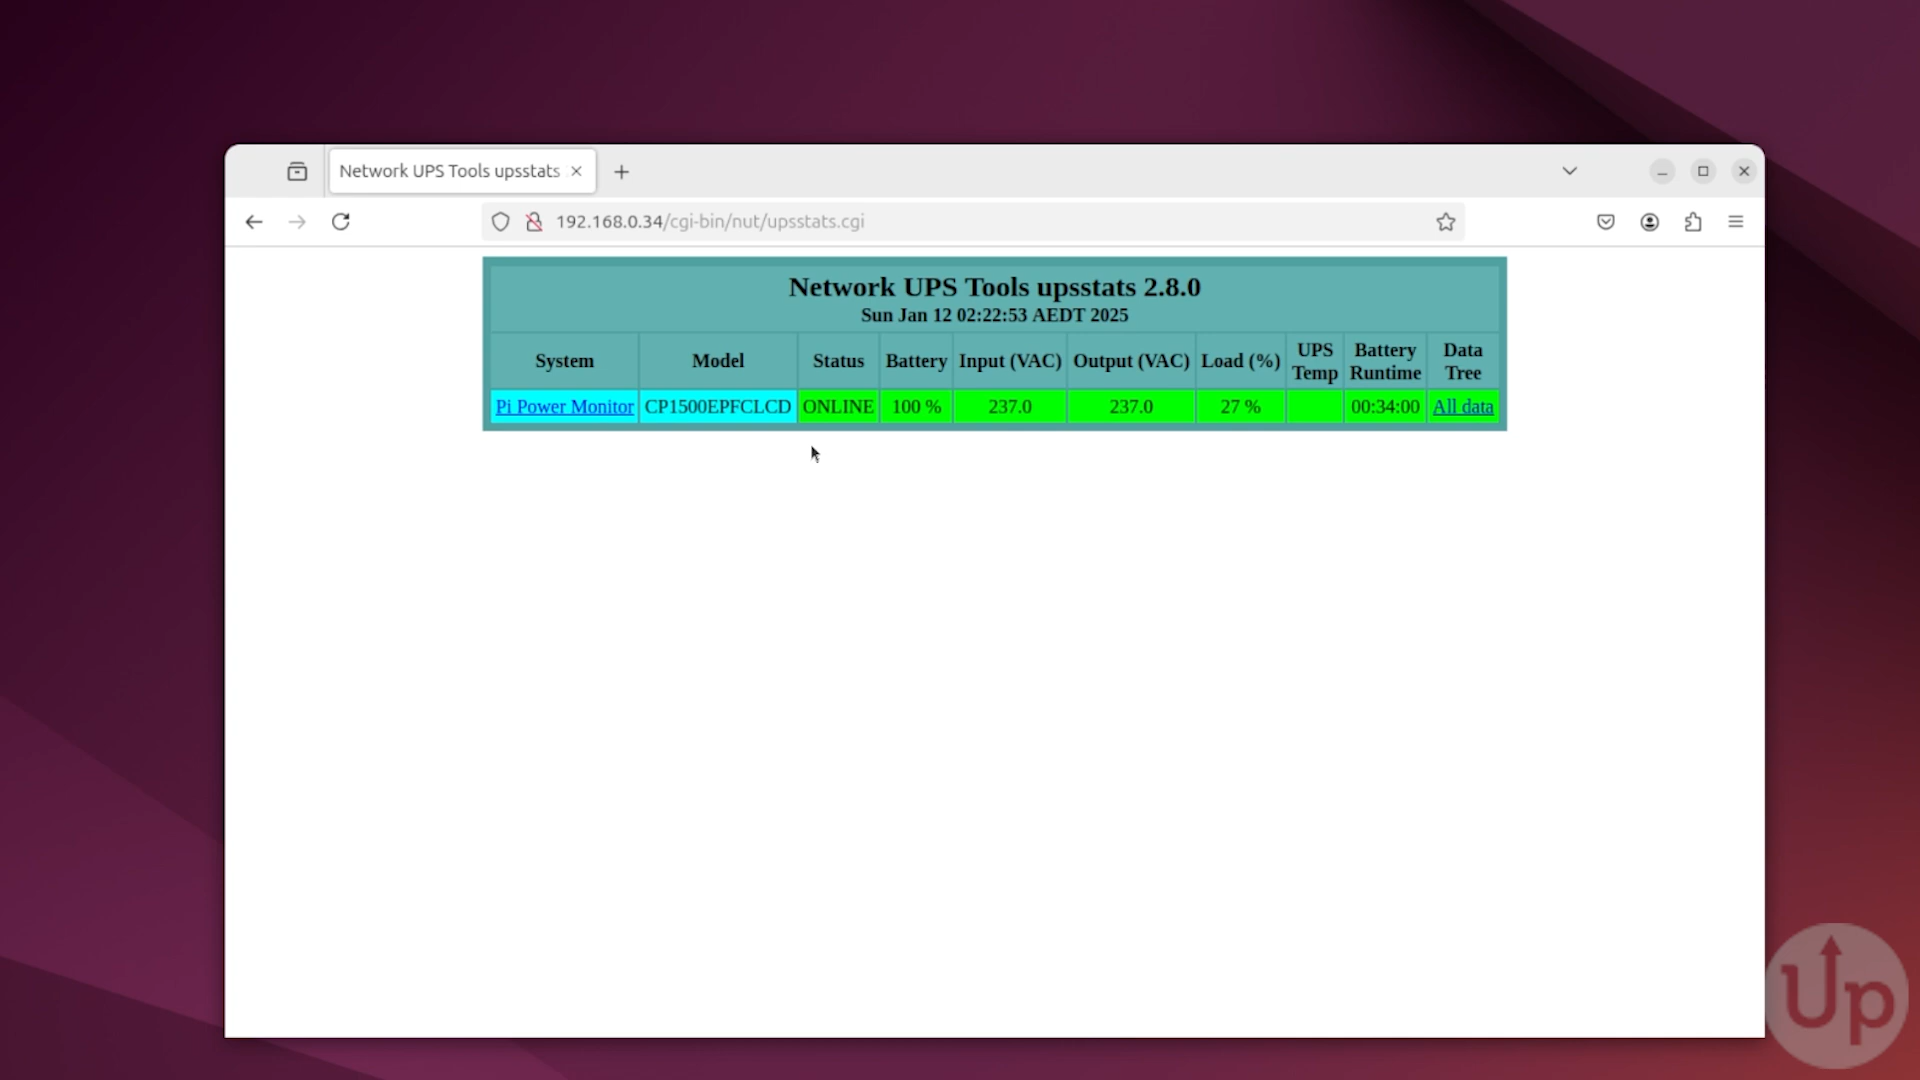 Network UPS Tools upsstats
192.168.0.34/cgi-bin/nut/upsstats.cgi
Network UPS Tools upsstats 2.8.0
Sun Jan 12 02:22:53 AEDT 2025
System Model Status Battery Input (VAC) Output (VAC) Load (%) UPS Temp Battery Runtime Data Tree
Pi Power Monitor CP1500EPFCLCD ONLINE 100 % 237.0 237.0 27 % 00:34:00 All data
Up